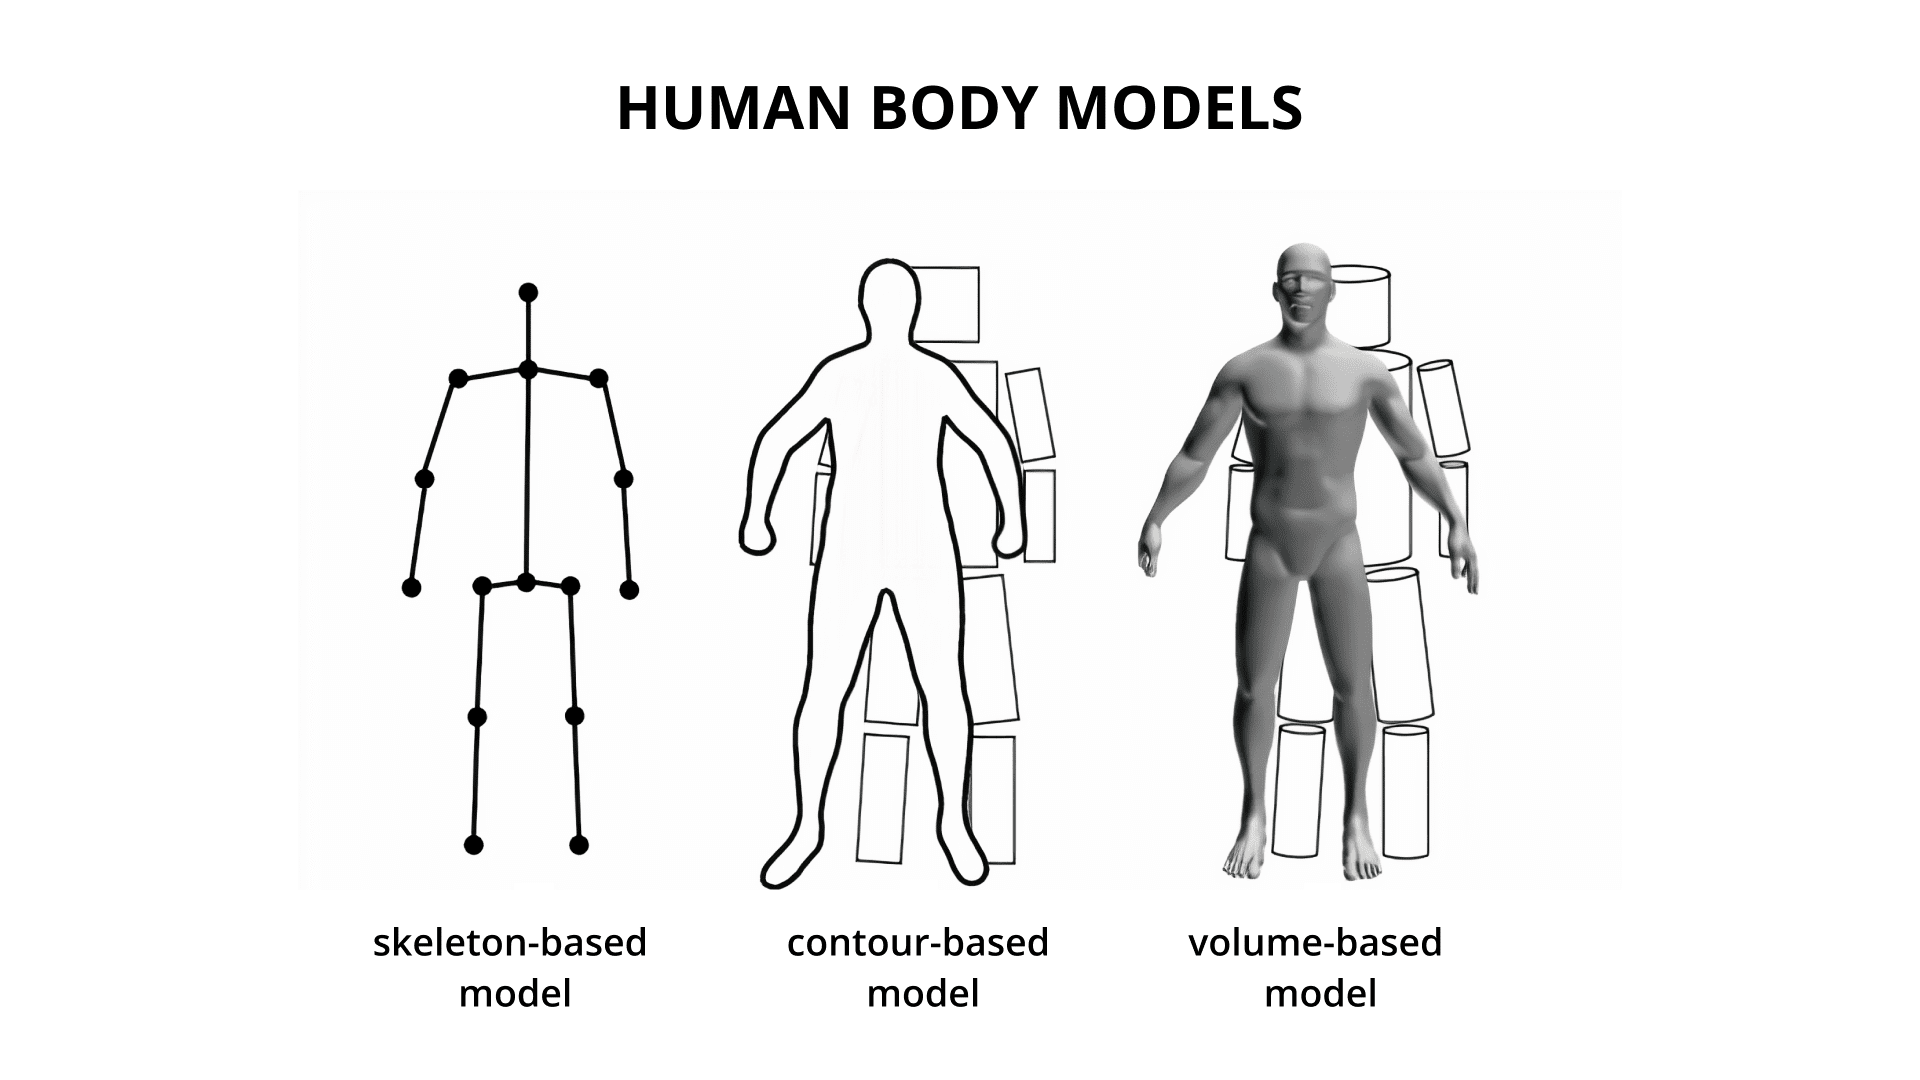 HUMAN BODY MODELS
skeleton-based
model
contour-based
model
volume-based
model